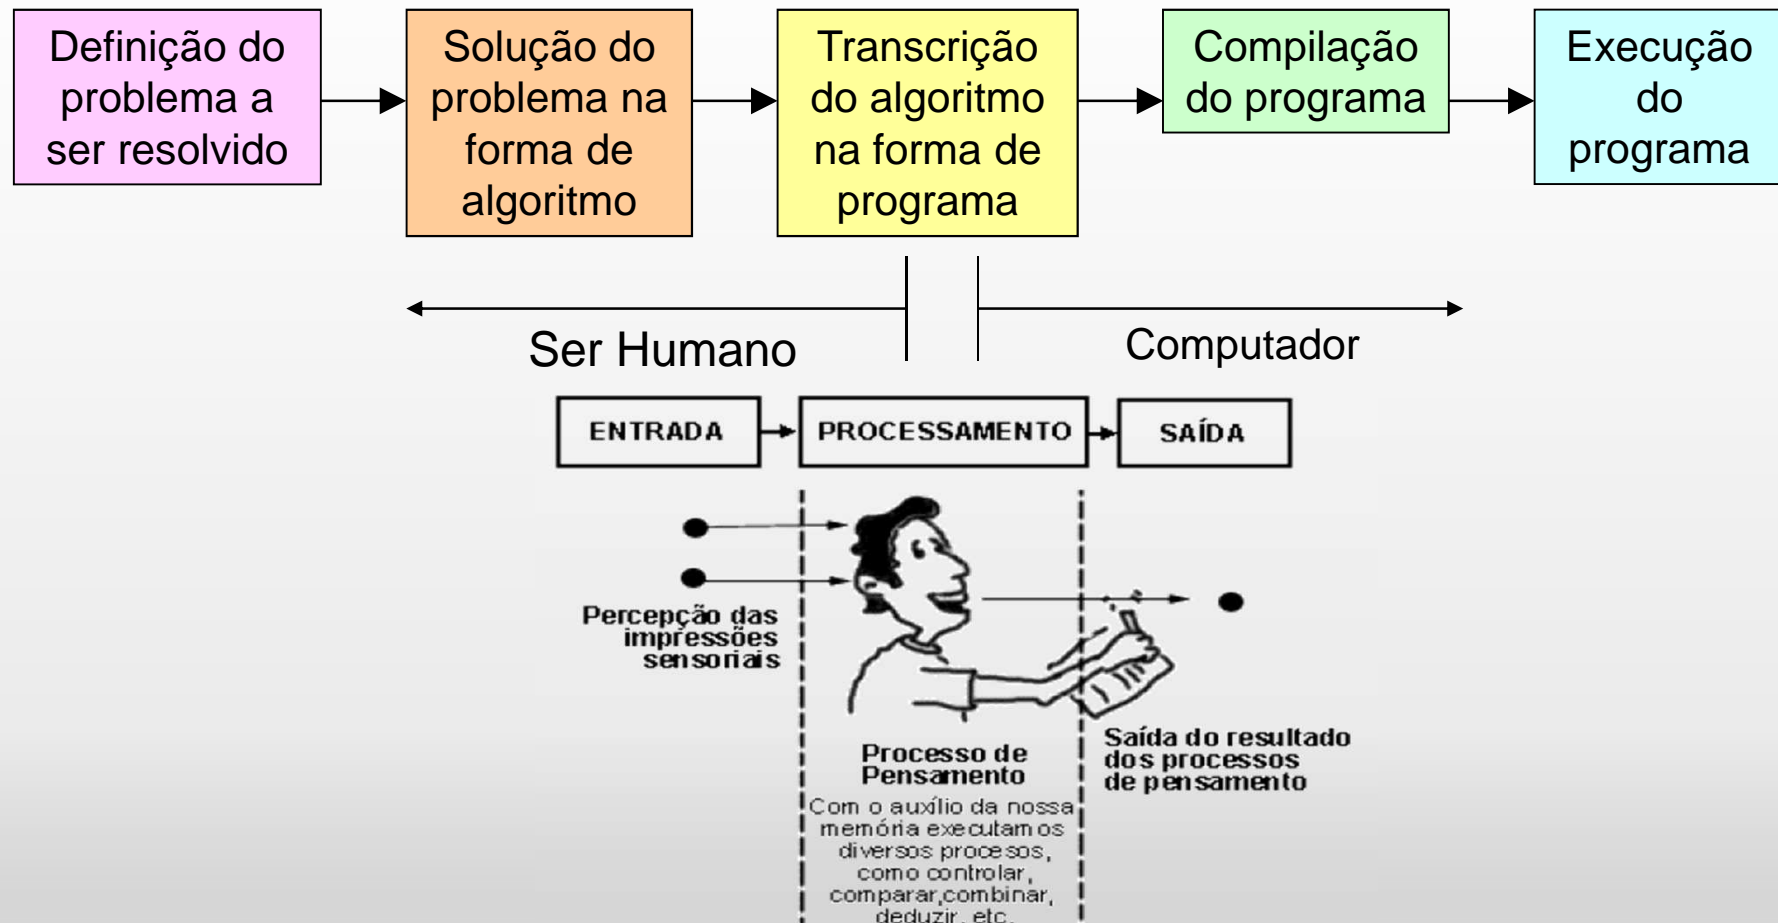 Definição do
problema a
ser resolvido
Solução do
problema na
forma de
algoritmo
Transcrição
do algoritmo
na forma de
programa
Compilação
do programa
Execução
do
programa
Ser Humano
Computador
ENTRADA
PROCESSAMENTO
SAÍDA
Percepção das
impressões
sensoriais
Processo de
Pensamento
Com o auxílio da nossa
memória executamos
diversos procesos,
como controlar,
comparar,combinar,
deduzir, etc.
Saída do resultado
dos processos
de pensamento